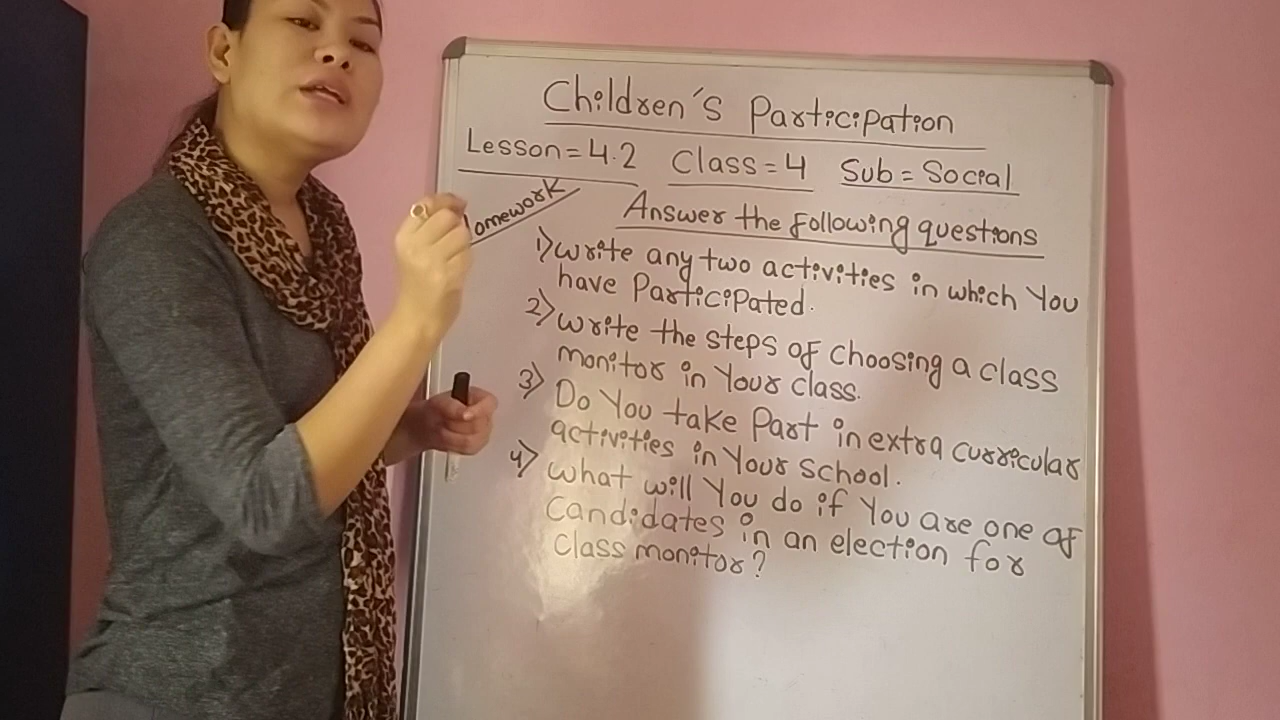 Children's Participation
Lesson = 4.2 Class = 4 Sub = Social
omework
Answer the following questions
1) Write any two activities in which You
have Participated.
2) Write the steps of choosing a class
monitor in Your class.
3) Do You take Part in extra curricular
activities in Your school.
4) What will You do if You are one of
Candidates in an election for
Class monitor?